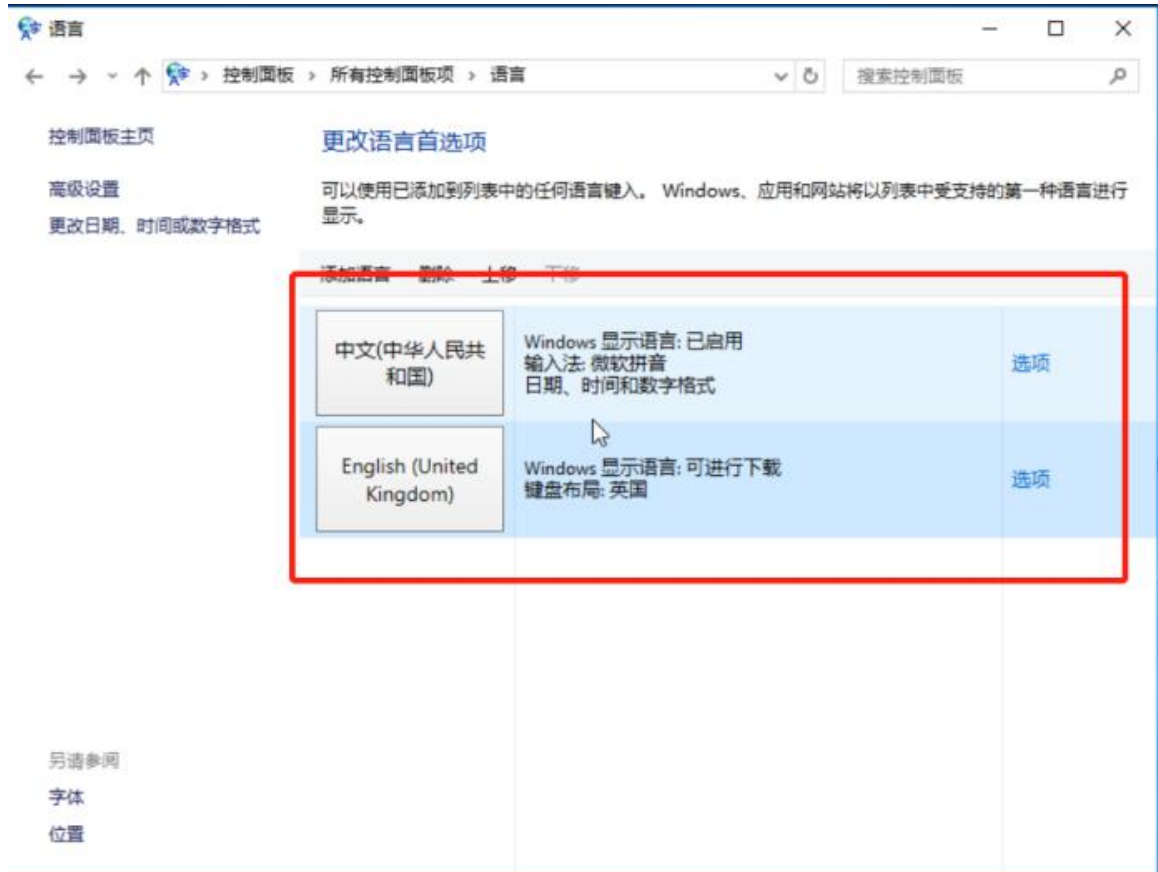 语言
控制面板 › 所有控制面板项 › 语言
搜索控制面板
控制面板主页
高级设置
更改日期、时间或数字格式
更改语言首选项
可以使用已添加到列表中的任何语言键入。 Windows、应用和网站将以列表中受支持的第一种语言进行
显示。
添加语言 删除 上移 下移
中文(中华人民共
和国)
Windows 显示语言: 已启用
输入法: 微软拼音
日期、时间和数字格式
选项
English (United
Kingdom)
Windows 显示语言: 可进行下载
键盘布局: 英国
选项
另请参阅
字体
位置